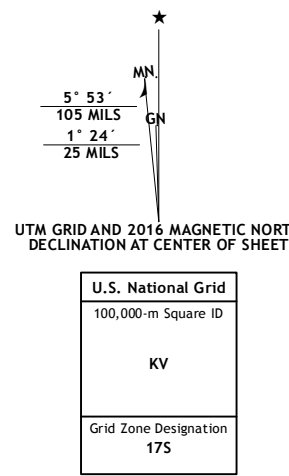 ★
MN
GN
5° 53´
105 MILS
1° 24´
25 MILS
UTM GRID AND 2016 MAGNETIC NORT
DECLINATION AT CENTER OF SHEET
U.S. National Grid
100,000-m Square ID
KV
Grid Zone Designation
17S